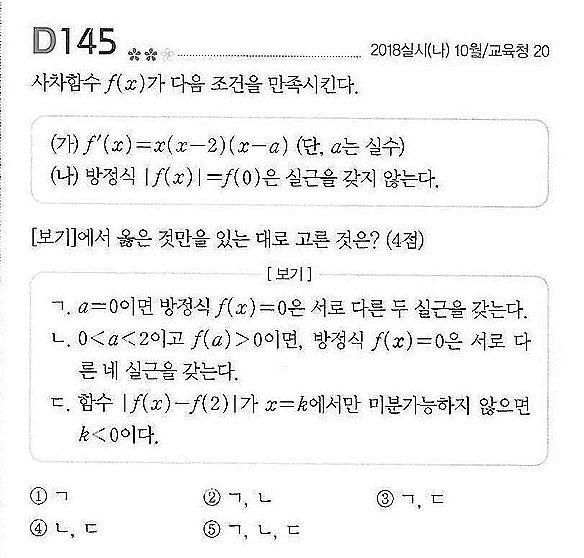 D145 ★★☆ 2018실시(나) 10월/교육청 20
사차함수 f(x)가 다음 조건을 만족시킨다.
(가) f′(x)=x(x-2)(x-a) (단, a는 실수)
(나) 방정식 |f(x)|=f(0)은 실근을 갖지 않는다.
[보기]에서 옳은 것만을 있는 대로 고른 것은? (4점)
[보기]
ㄱ. a=0이면 방정식 f(x)=0은 서로 다른 두 실근을 갖는다.
ㄴ. 0<a<2이고 f(a)>0이면, 방정식 f(x)=0은 서로 다
른 네 실근을 갖는다.
ㄷ. 함수 |f(x)-f(2)|가 x=k에서만 미분가능하지 않으면
k<0이다.
① ㄱ ② ㄱ, ㄴ ③ ㄱ, ㄷ
④ ㄴ, ㄷ ⑤ ㄱ, ㄴ, ㄷ